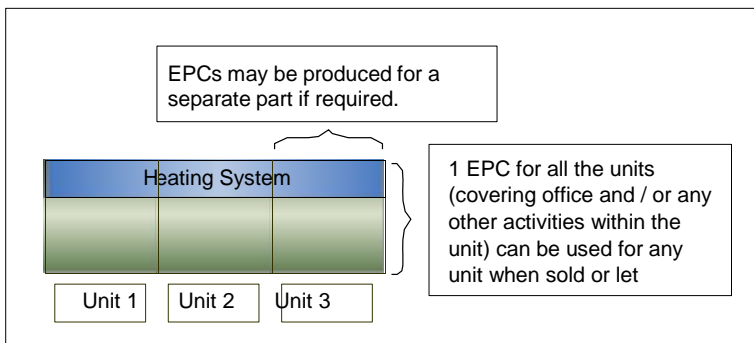 EPCs may be produced for a
separate part if required.
Heating System
1 EPC for all the units
(covering office and / or any
other activities within the
unit) can be used for any
unit when sold or let
Unit 1
Unit 2
Unit 3